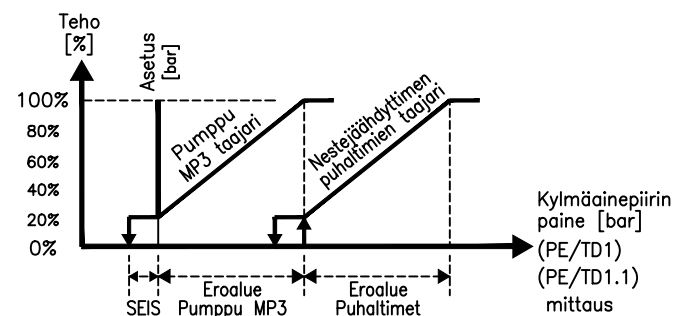 Teho
[%]
Asetus
[bar]
100%
80%
60%
40%
20%
0%
Pumppu
MP3 taajari
Nestejäähdyttimen
puhaltimien taajari
Kylmäainepiirin
paine [bar]
(PE/TD1)
(PE/TD1.1)
mittaus
SEIS
Eroalue
Pumppu MP3
Eroalue
Puhaltimet